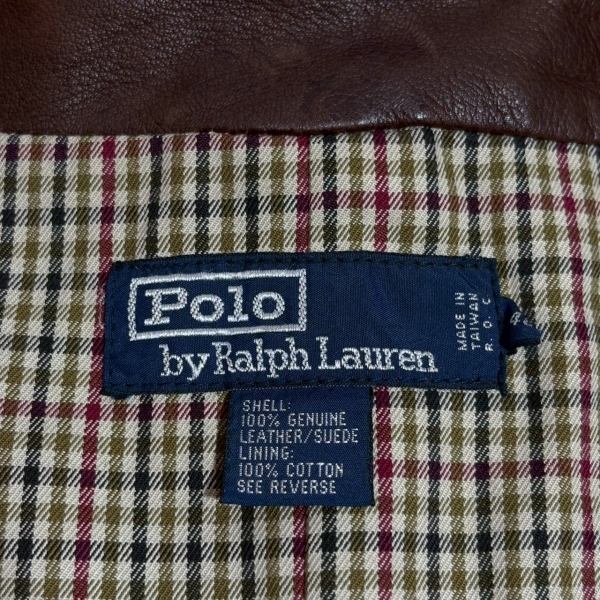 Polo
by Ralph Lauren
MADE IN
TAIWAN
R. O. C
SHELL:
100% GENUINE
LEATHER/SUEDE
LINING:
100% COTTON
SEE REVERSE